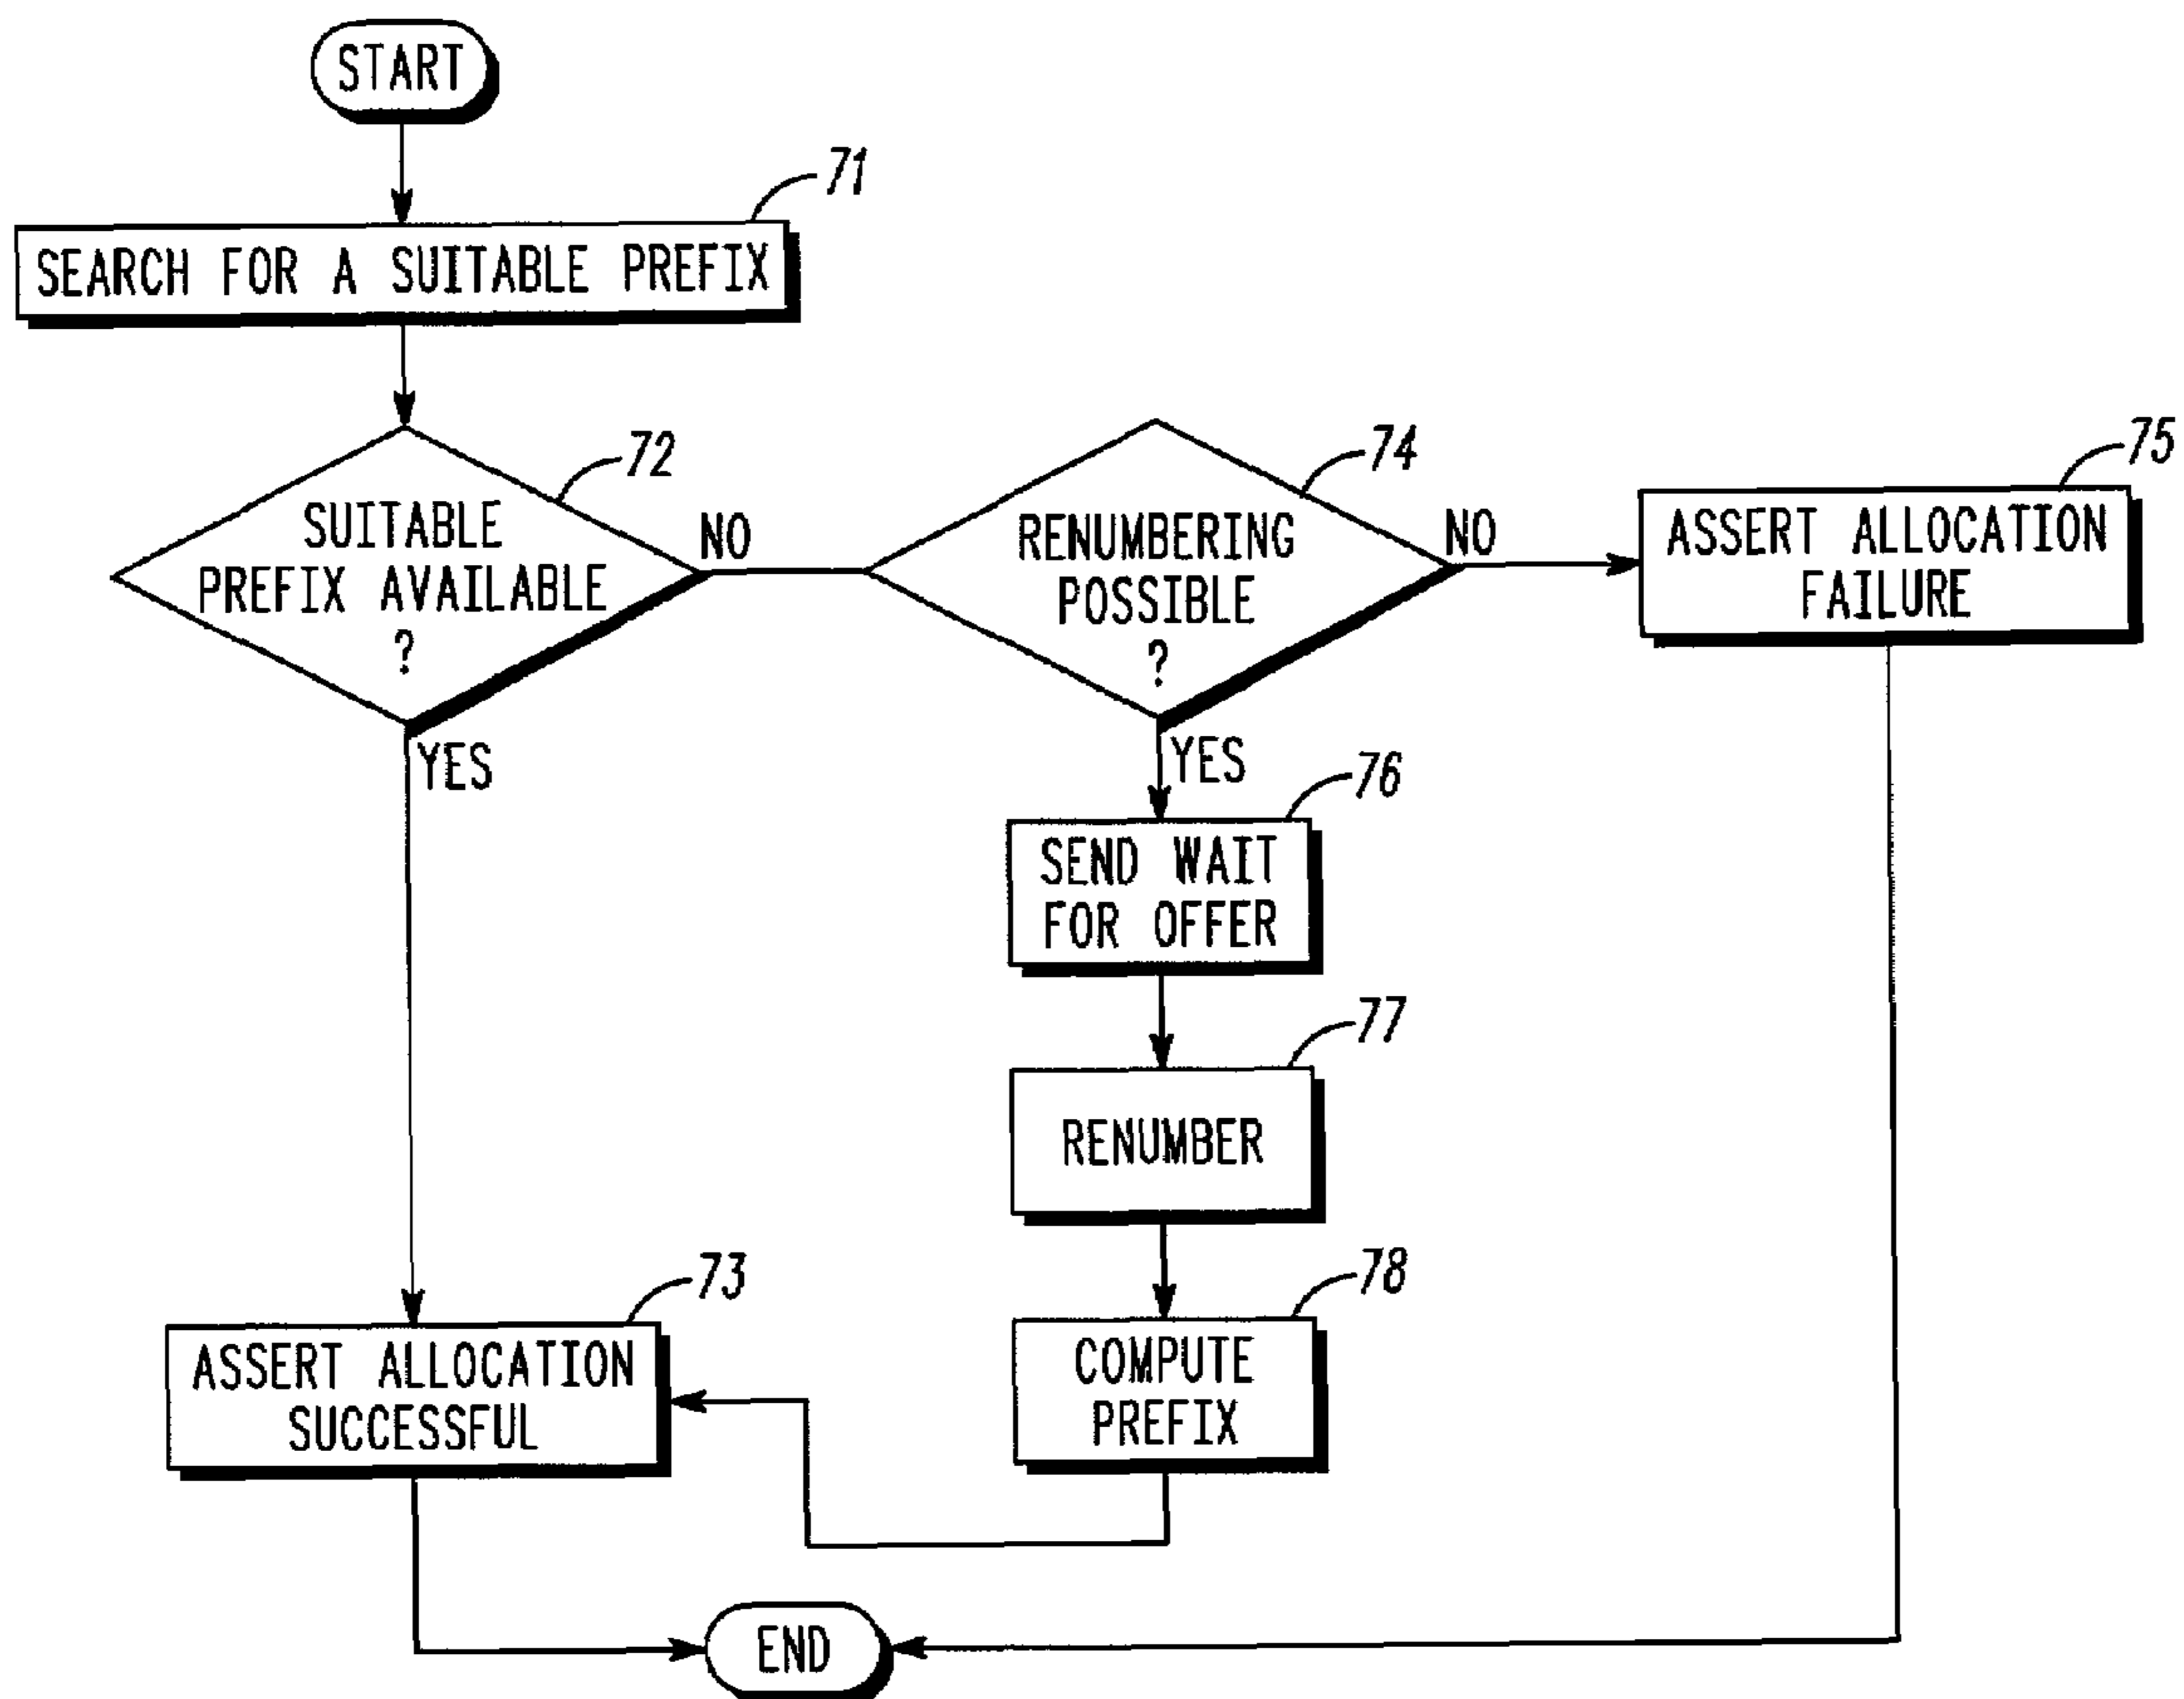 START
71
SEARCH FOR A SUITABLE PREFIX
72
SUITABLE
PREFIX AVAILABLE
?
NO
YES
74
RENUMBERING
POSSIBLE
?
NO
YES
75
ASSERT ALLOCATION
FAILURE
76
SEND WAIT
FOR OFFER
77
RENUMBER
78
COMPUTE
PREFIX
73
ASSERT ALLOCATION
SUCCESSFUL
END